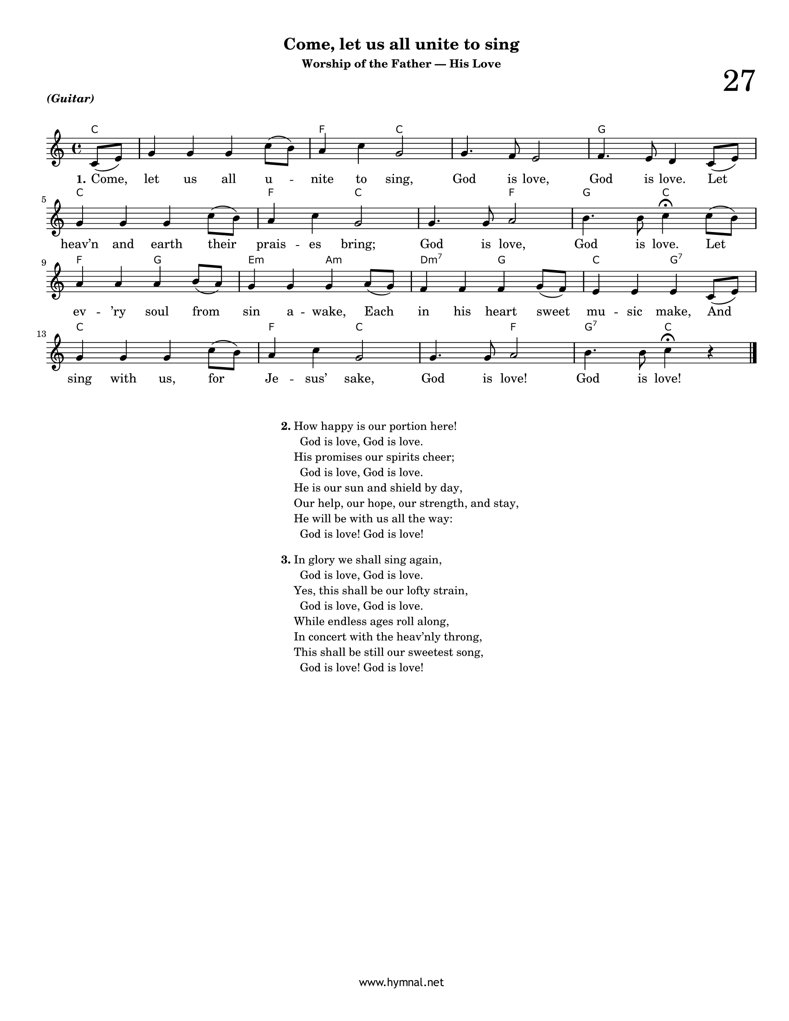 Come, let us all unite to sing
Worship of the Father — His Love
27
(Guitar)
C F C G
1. Come, let us all u - nite to sing, God is love, God is love. Let
5 C F C F G C
heav'n and earth their prais - es bring; God is love, God is love. Let
9 F G Em Am Dm7 G C G7
ev - 'ry soul from sin a - wake, Each in his heart sweet mu - sic make, And
13 C F C F G7 C
sing with us, for Je - sus' sake, God is love! God is love!
2. How happy is our portion here!
God is love, God is love.
His promises our spirits cheer;
God is love, God is love.
He is our sun and shield by day,
Our help, our hope, our strength, and stay,
He will be with us all the way:
God is love! God is love!
3. In glory we shall sing again,
God is love, God is love.
Yes, this shall be our lofty strain,
God is love, God is love.
While endless ages roll along,
In concert with the heav'nly throng,
This shall be still our sweetest song,
God is love! God is love!
www.hymnal.net